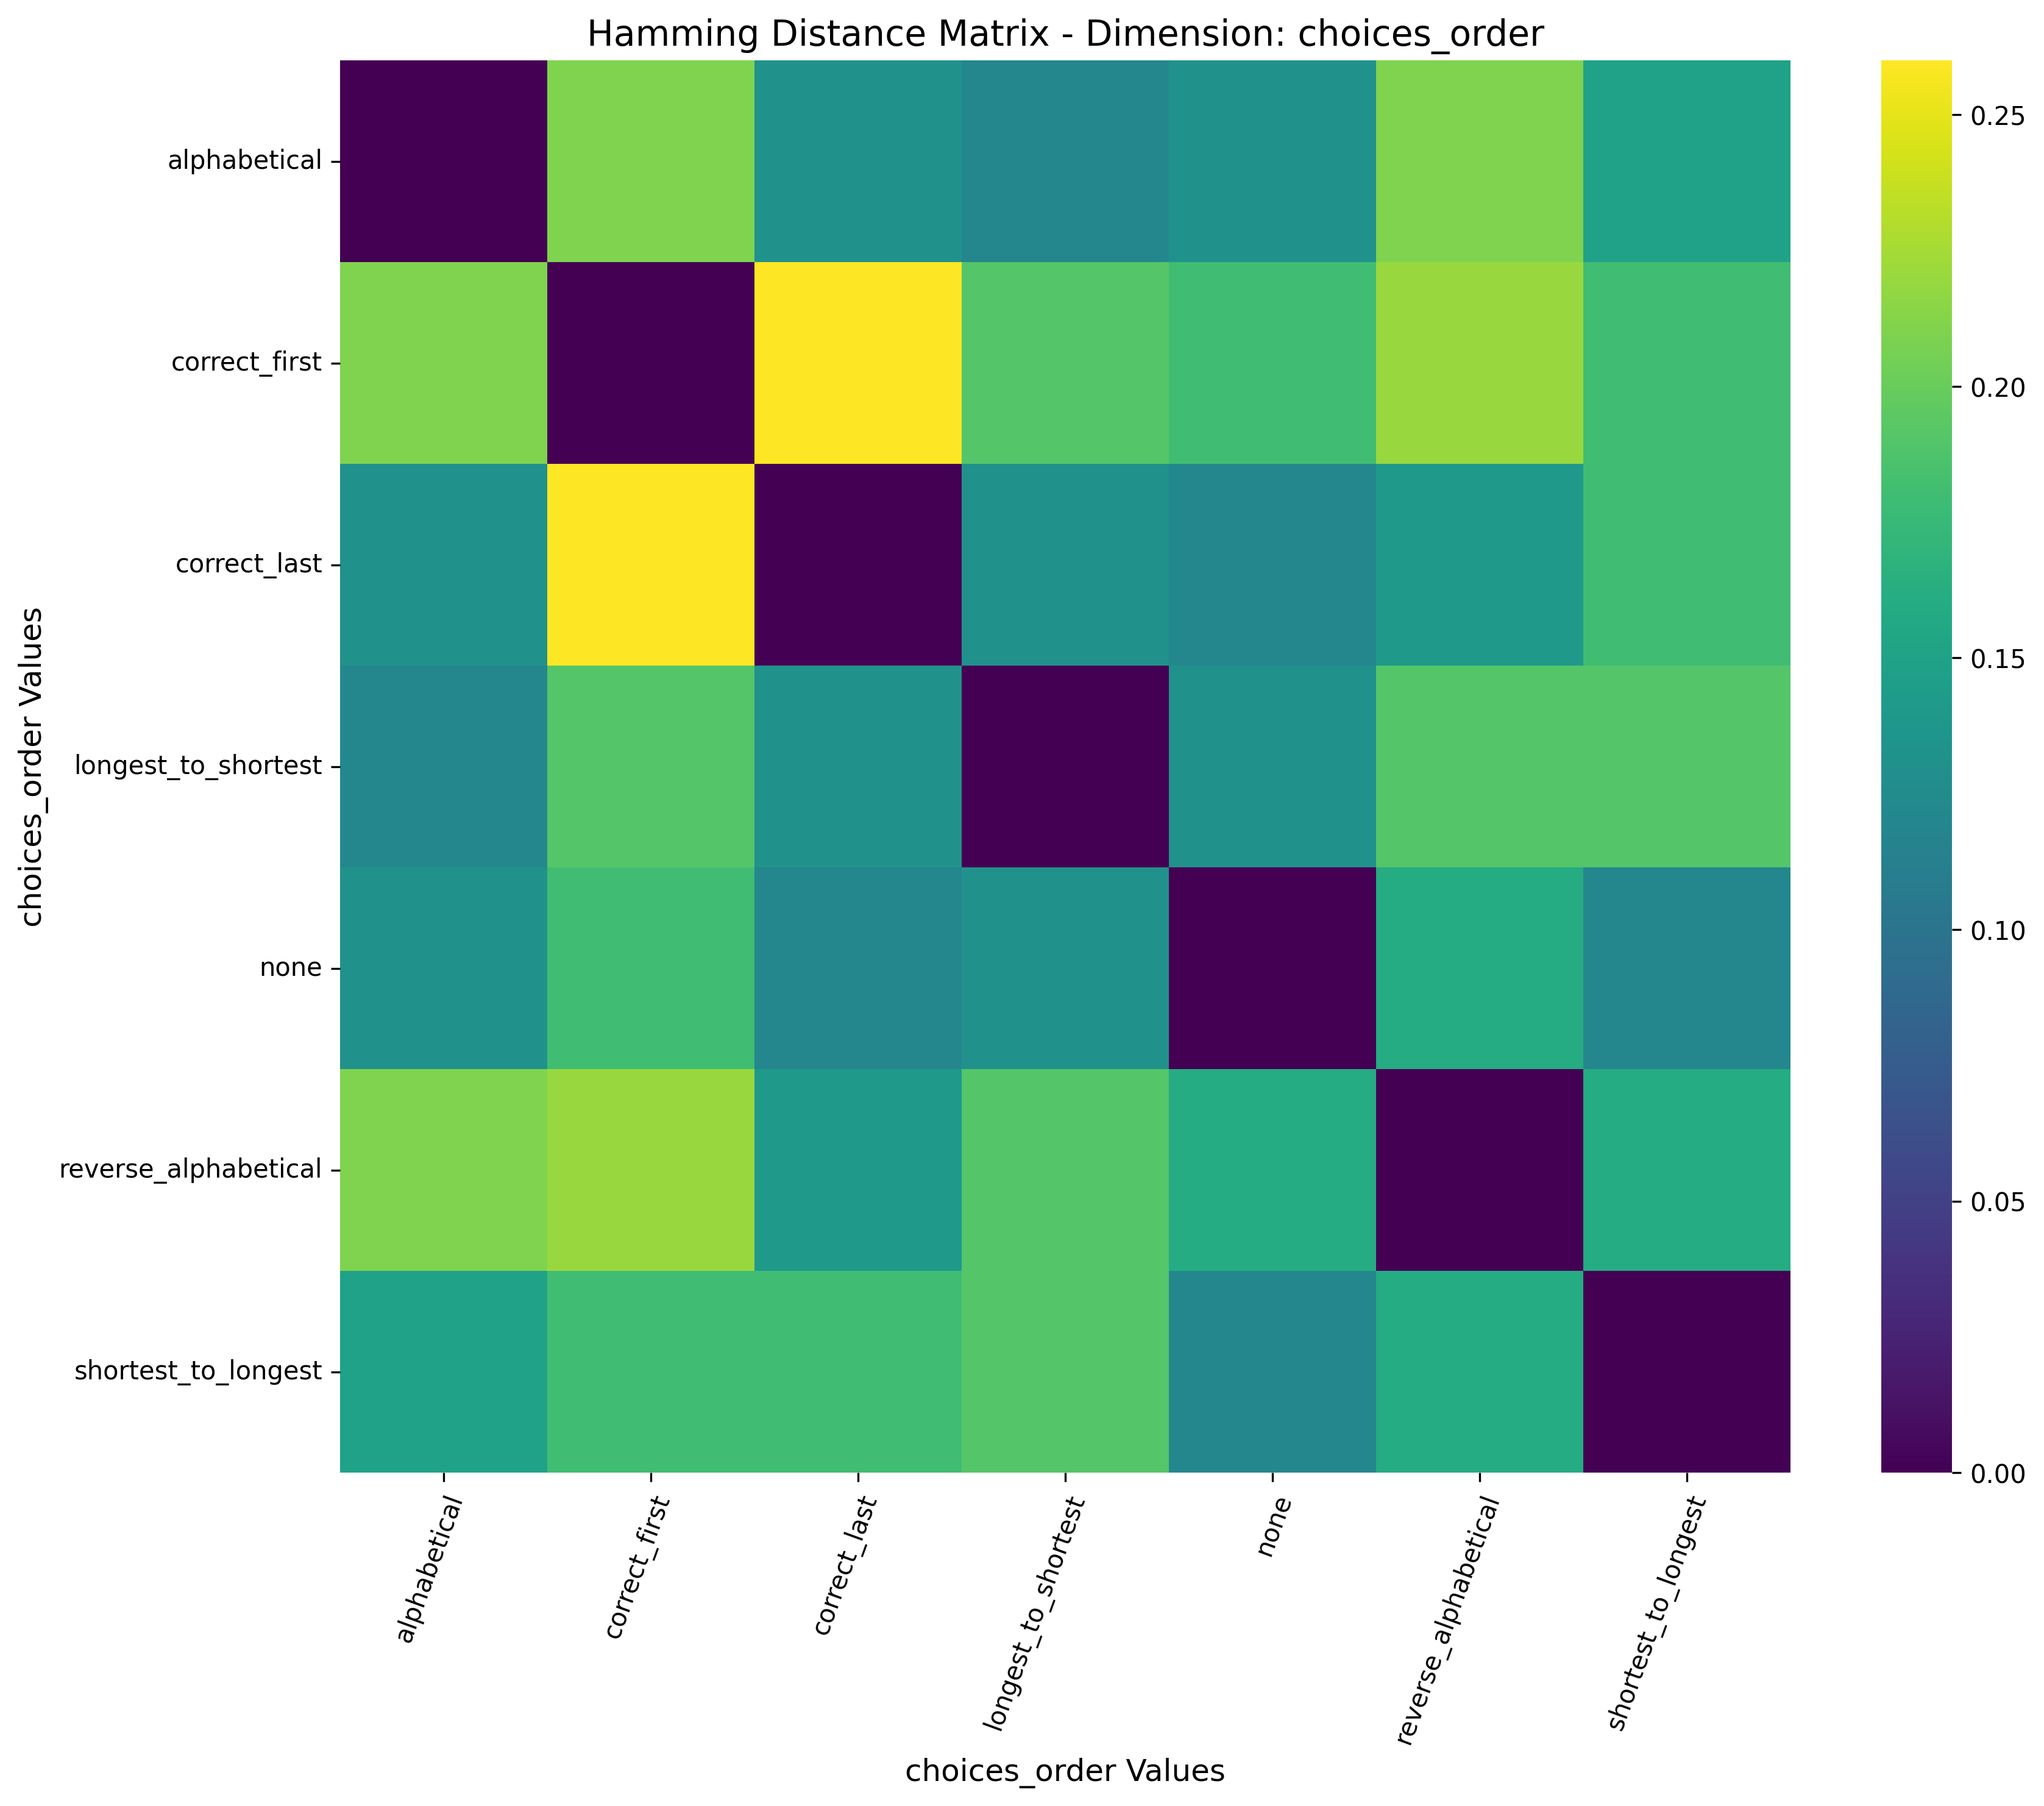 Hamming Distance Matrix - Dimension: choices_order
choices_order Values
alphabetical
correct_first
correct_last
longest_to_shortest
none
reverse_alphabetical
shortest_to_longest
alphabetical
correct_first
correct_last
longest_to_shortest
none
reverse_alphabetical
shortest_to_longest
choices_order Values
0.25
0.20
0.15
0.10
0.05
0.00